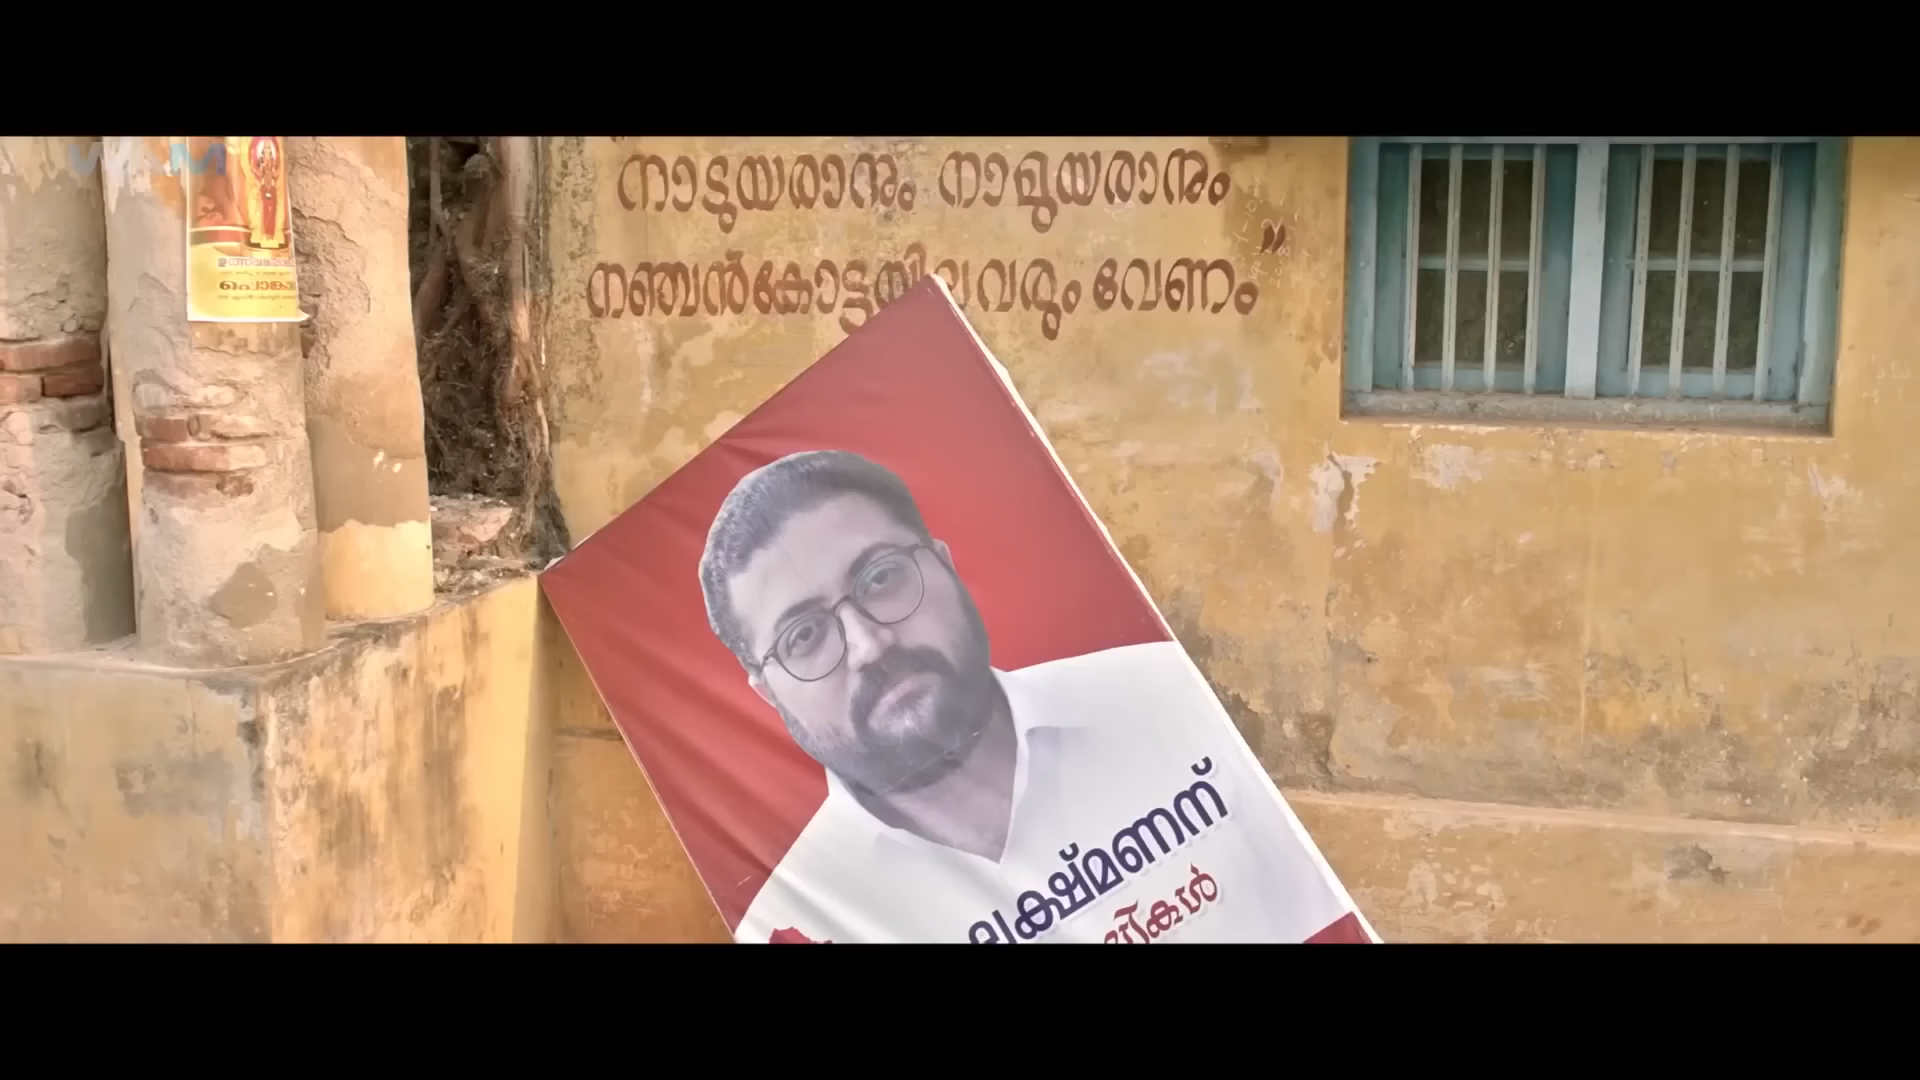 നാടുയരാനും നാമുയരാനും
നഞ്ചൻകോട്ടയിലവരും വേണം"
പൊങ്കാ
ലക്ഷ്മണന്